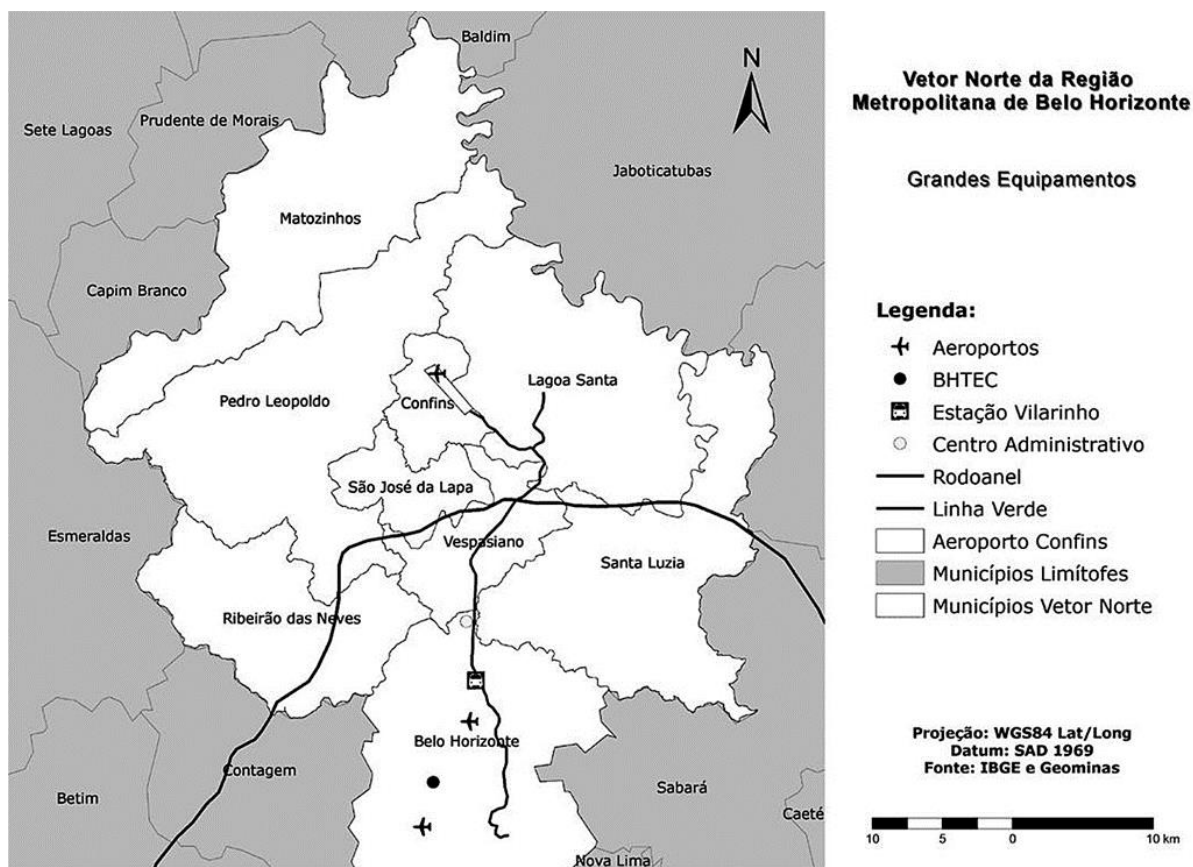 Baldim
Prudente de Morais
Sete Lagoas
Jaboticatubas
Matozinhos
Capim Branco
Pedro Leopoldo
Confins
Lagoa Santa
São José da Lapa
Esmeraldas
Vespasiano
Santa Luzia
Ribeirão das Neves
Belo Horizonte
Contagem
Betim
Sabará
Caeté
Nova Lima
N
Vetor Norte da Região
Metropolitana de Belo Horizonte
Grandes Equipamentos
Legenda:
Aeroportos
BHTEC
Estação Vilarinho
Centro Administrativo
Rodoanel
Linha Verde
Aeroporto Confins
Municípios Limítofes
Municípios Vetor Norte
Projeção: WGS84 Lat/Long
Datum: SAD 1969
Fonte: IBGE e Geominas
10 5 0 10 km